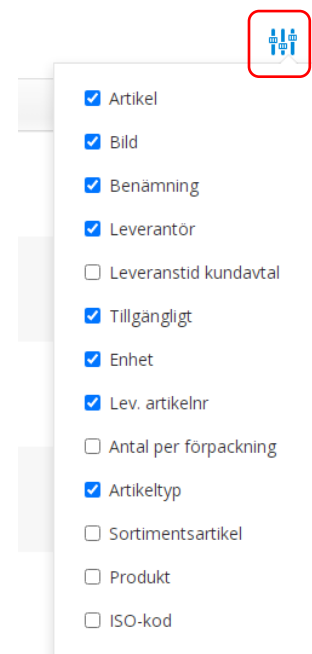 Artikel
Bild
Benämning
Leverantör
Leveranstid kundavtal
Tillgängligt
Enhet
Lev. artikelnr
Antal per förpackning
Artikeltyp
Sortimentsartikel
Produkt
ISO-kod